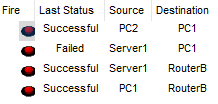 Fire Last Status Source Destination
Successful PC2 PC1
Failed Server1 PC1
Successful Server1 RouterB
Successful PC1 RouterB